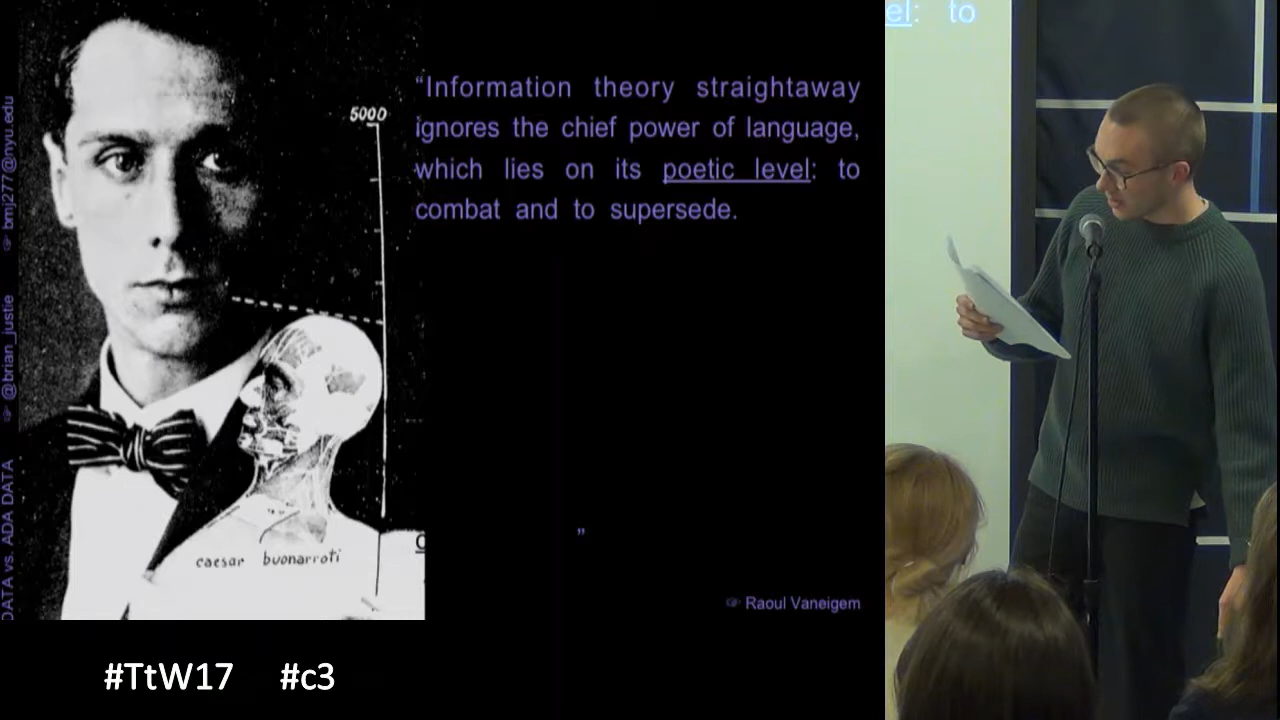 el: to
“Information theory straightaway
ignores the chief power of language,
which lies on its poetic level: to
combat and to supersede.
”
☞ Raoul Vaneigem
5000
caesar buonarroti
DATA vs. ADA DATA ☞ @brian_justie ☞ bmj277@nyu.edu
#TtW17 #c3